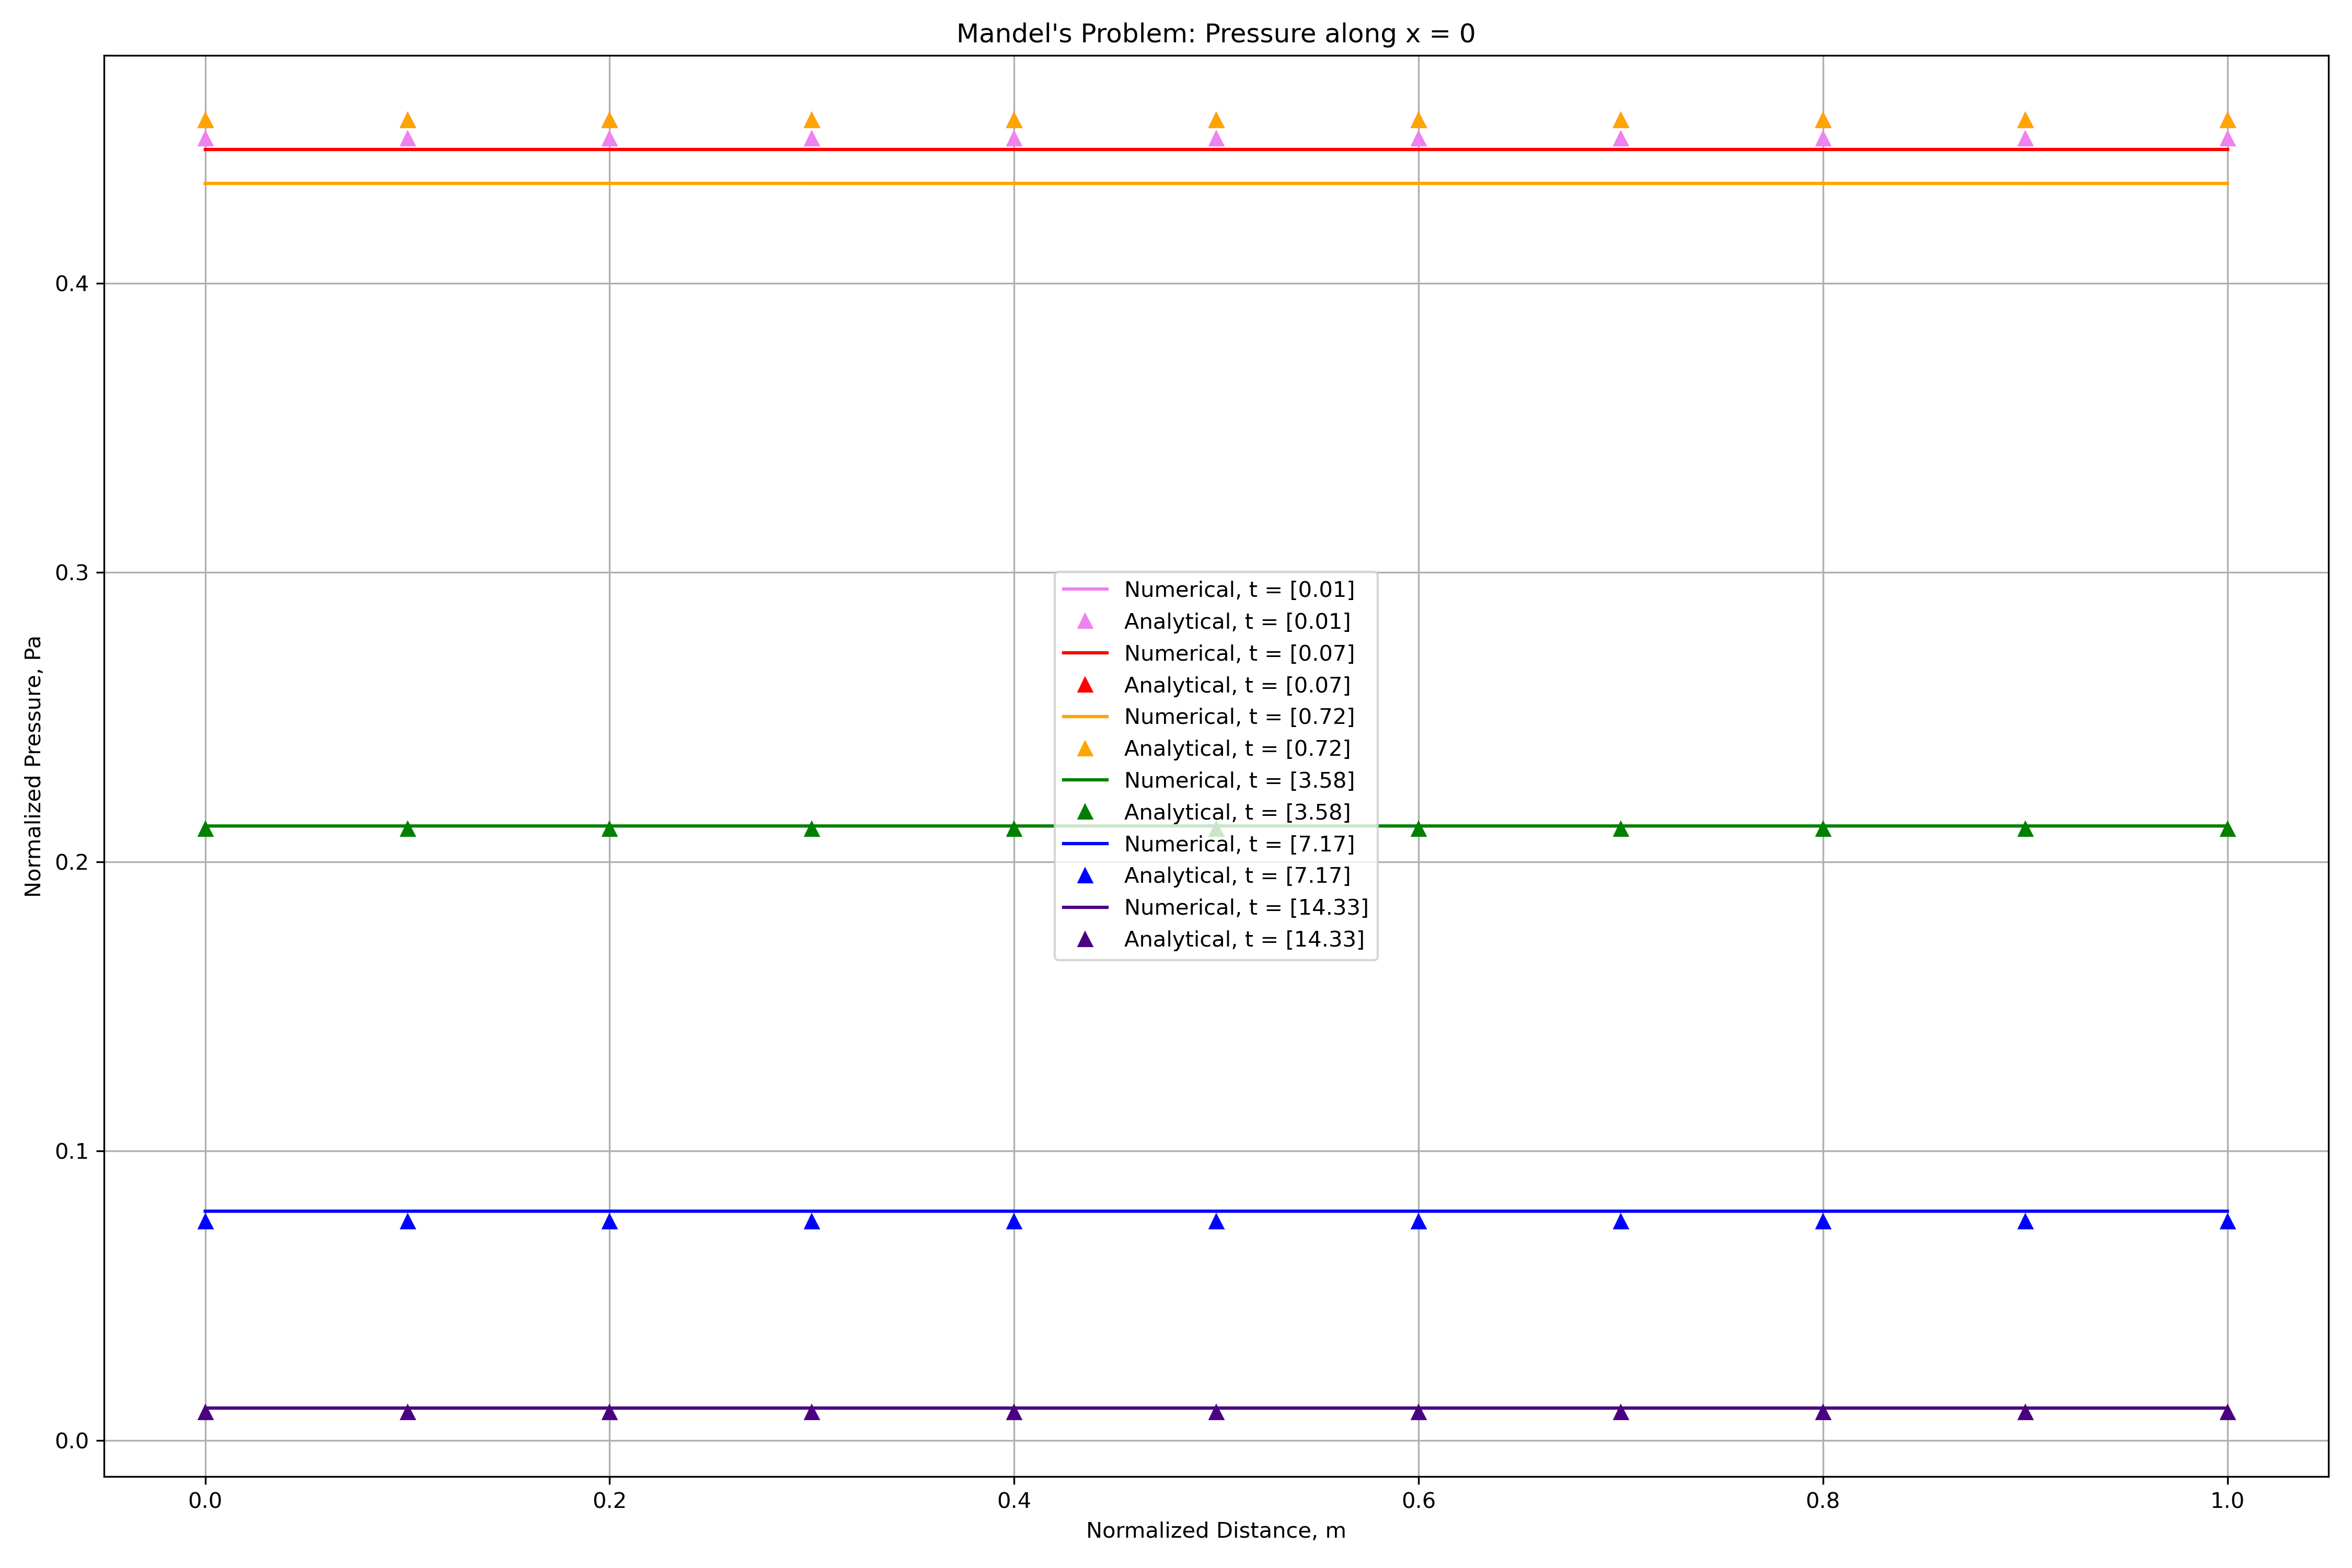 Mandel's Problem: Pressure along x = 0
Normalized Pressure, Pa
0.4
0.3
0.2
0.1
0.0
Numerical, t = [0.01]
Analytical, t = [0.01]
Numerical, t = [0.07]
Analytical, t = [0.07]
Numerical, t = [0.72]
Analytical, t = [0.72]
Numerical, t = [3.58]
Analytical, t = [3.58]
Numerical, t = [7.17]
Analytical, t = [7.17]
Numerical, t = [14.33]
Analytical, t = [14.33]
0.0 0.2 0.4 0.6 0.8 1.0
Normalized Distance, m